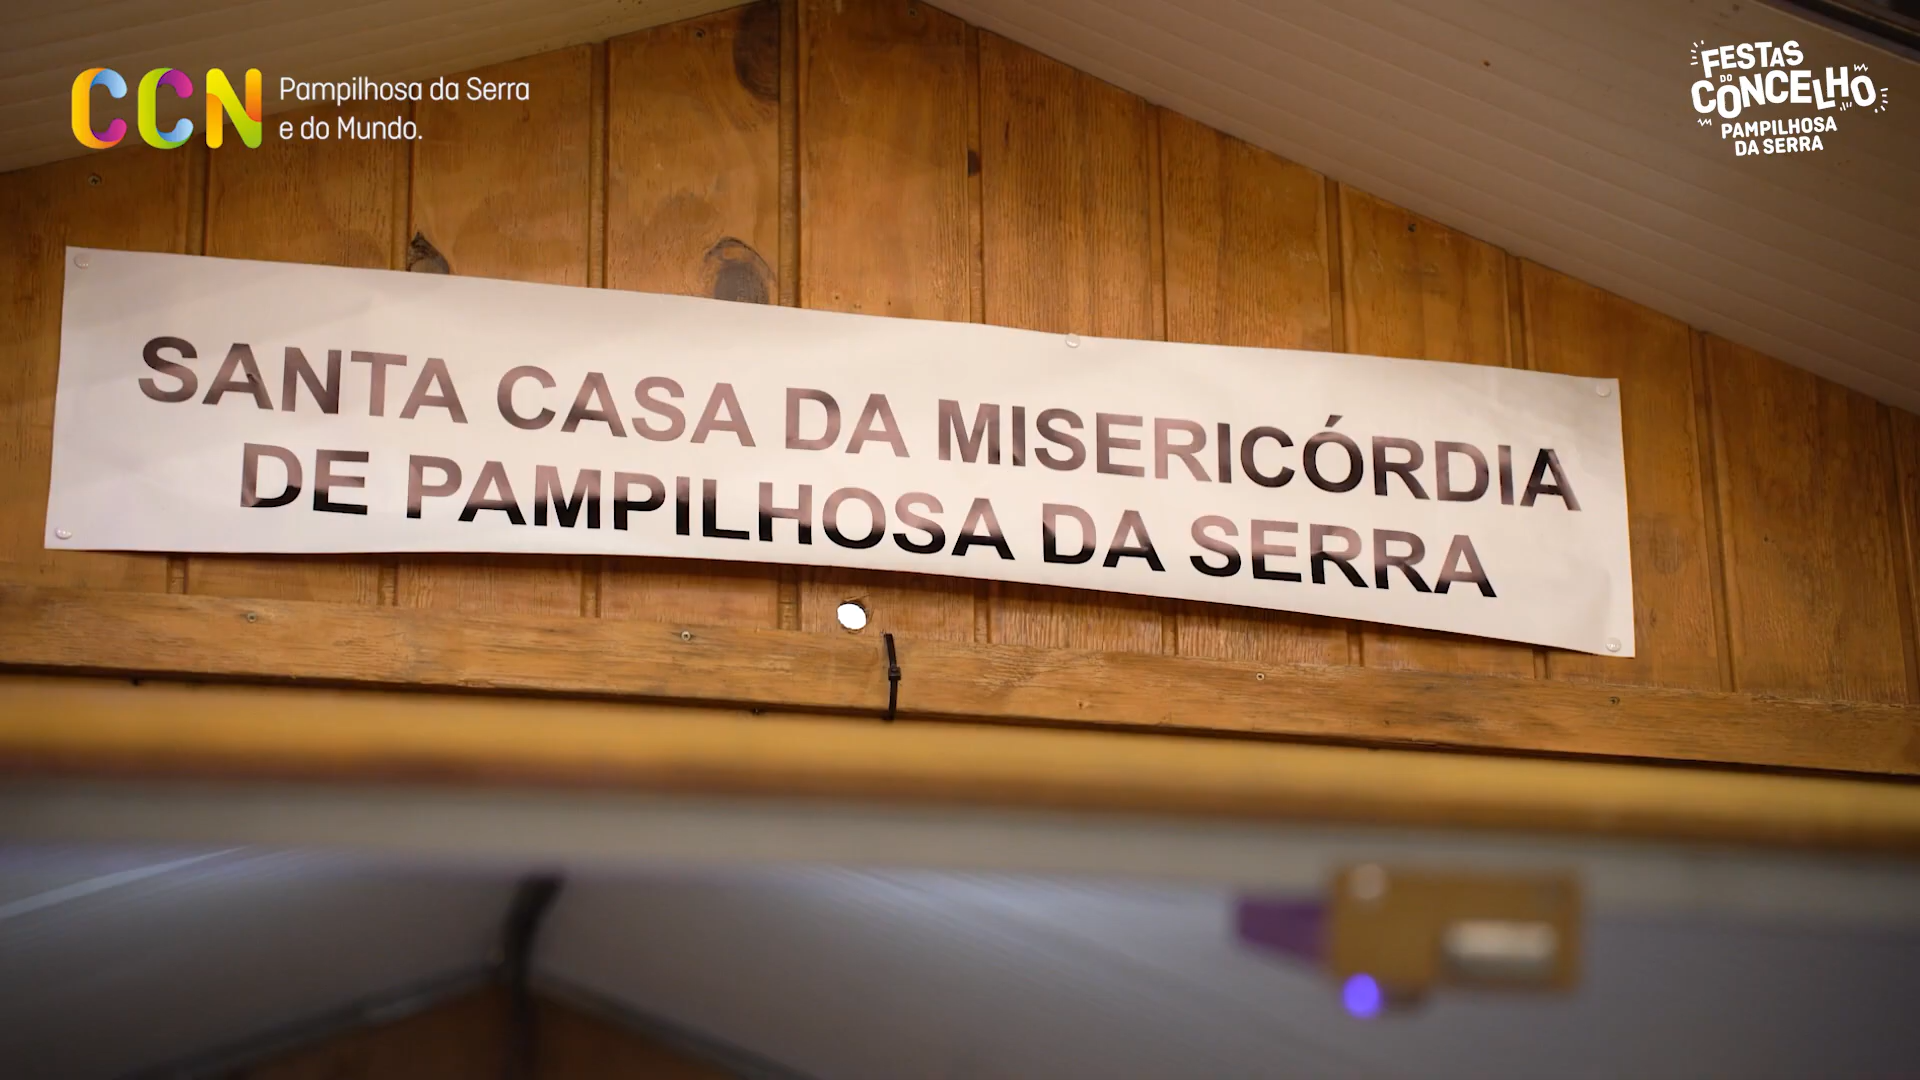 CCN Pampilhosa da Serra
e do Mundo.
FESTAS
DO
CONCELHO
PAMPILHOSA
DA SERRA
SANTA CASA DA MISERICÓRDIA
DE PAMPILHOSA DA SERRA